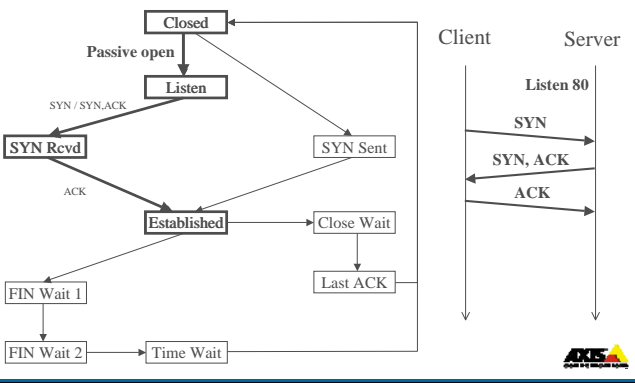 Closed
Passive open
Listen
SYN / SYN,ACK
SYN Rcvd
SYN Sent
ACK
Established
Close Wait
Last ACK
FIN Wait 1
FIN Wait 2
Time Wait
Client
Server
Listen 80
SYN
SYN, ACK
ACK
AXIS